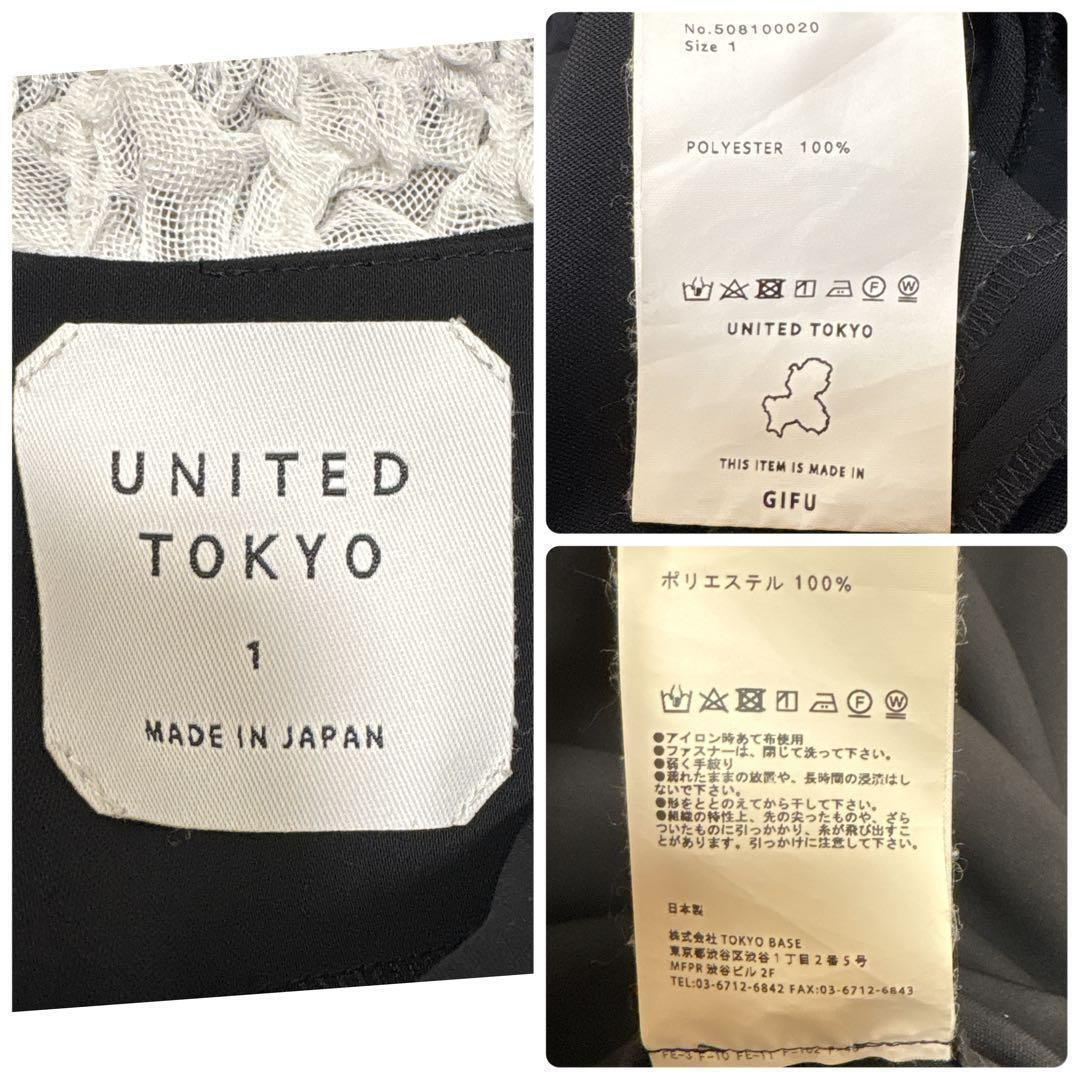 UNITED
TOKYO
1
MADE IN JAPAN
No.508100020
Size 1
POLYESTER 100%
F W
UNITED TOKYO
THIS ITEM IS MADE IN
GIFU
ポリエステル 100%
F W
●アイロン時あて布使用
●ファスナーは、閉じて洗って下さい。
●弱く手絞り
●濡れたままの放置や、長時間の浸漬はし
ないで下さい。
●形をととのえてから干して下さい。
●組織の特性上、先の尖ったものや、ざら
ついたものに引っかかり、糸が飛び出すこ
とがあります。引っかけに注意して下さい。
日本製
株式会社 TOKYO BASE
東京都渋谷区渋谷1丁目2番5号
MFPR 渋谷ビル 2F
TEL:03-6712-6842 FAX:03-6712-6843
FE-3 F-10 FE-11